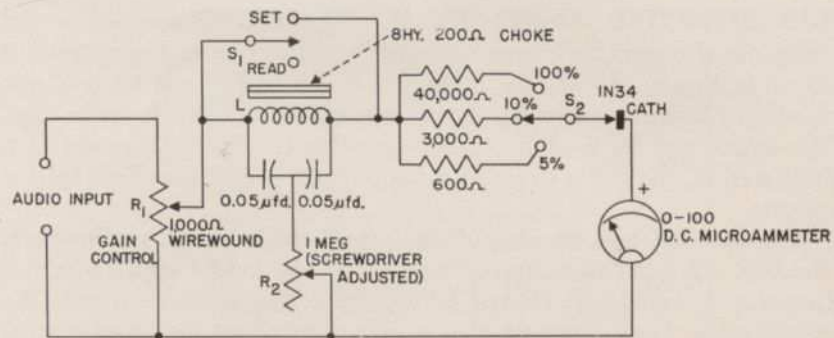 SET
8HY. 200Ω CHOKE
S1
READ
L
100%
40,000Ω
10%
S2
1N34
CATH
3,000Ω
5%
600Ω
AUDIO INPUT
R1
1,000Ω
WIREWOUND
GAIN
CONTROL
0.05μfd. 0.05μfd.
1 MEG
(SCREWDRIVER
ADJUSTED)
R2
+
0-100
D. C. MICROAMMETER